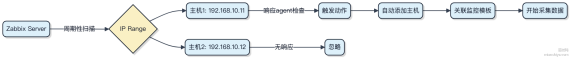 Zabbix Server
周期性扫描
IP Range
主机1: 192.168.10.11
响应agent检查
触发动作
自动添加主机
关联监控模板
开始采集数据
主机2: 192.168.10.12
无响应
忽略